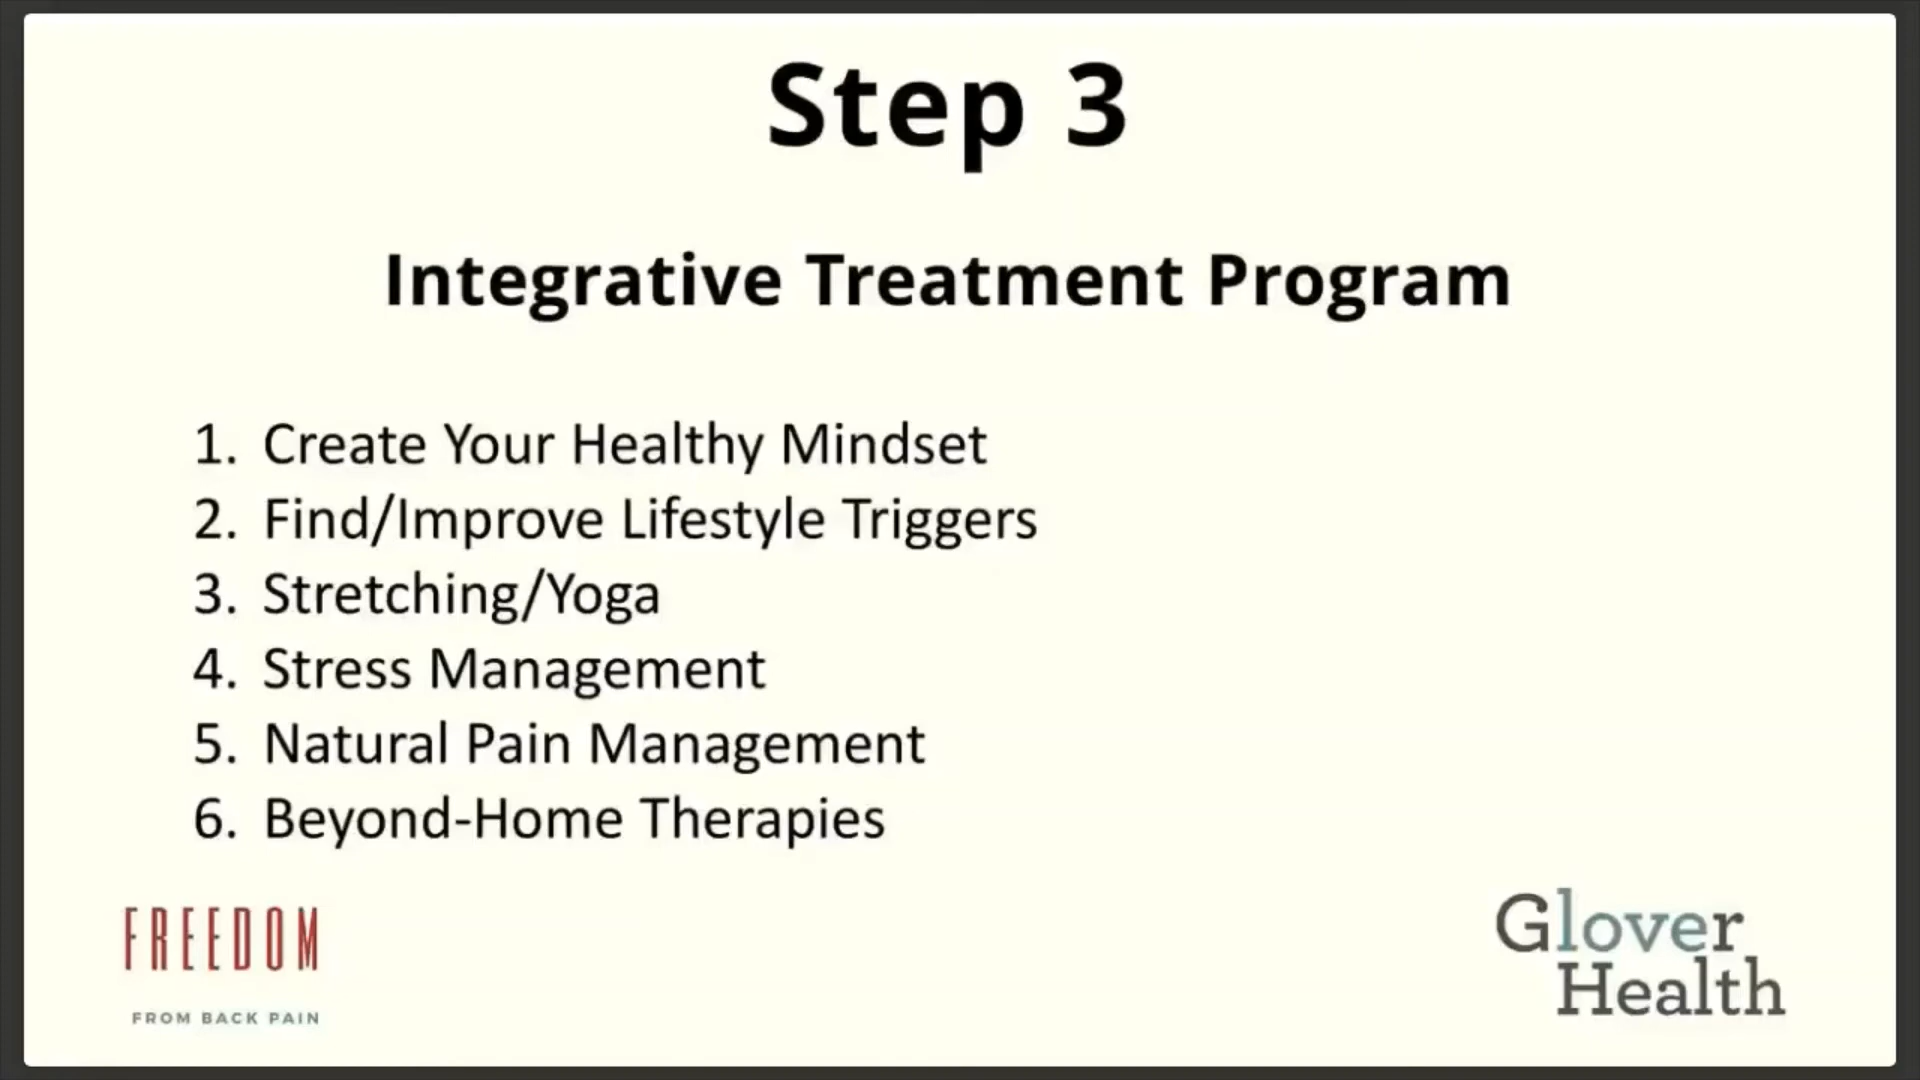 Step 3
Integrative Treatment Program
1. Create Your Healthy Mindset
2. Find/Improve Lifestyle Triggers
3. Stretching/Yoga
4. Stress Management
5. Natural Pain Management
6. Beyond-Home Therapies
FREEDOM
FROM BACK PAIN
Glover
Health